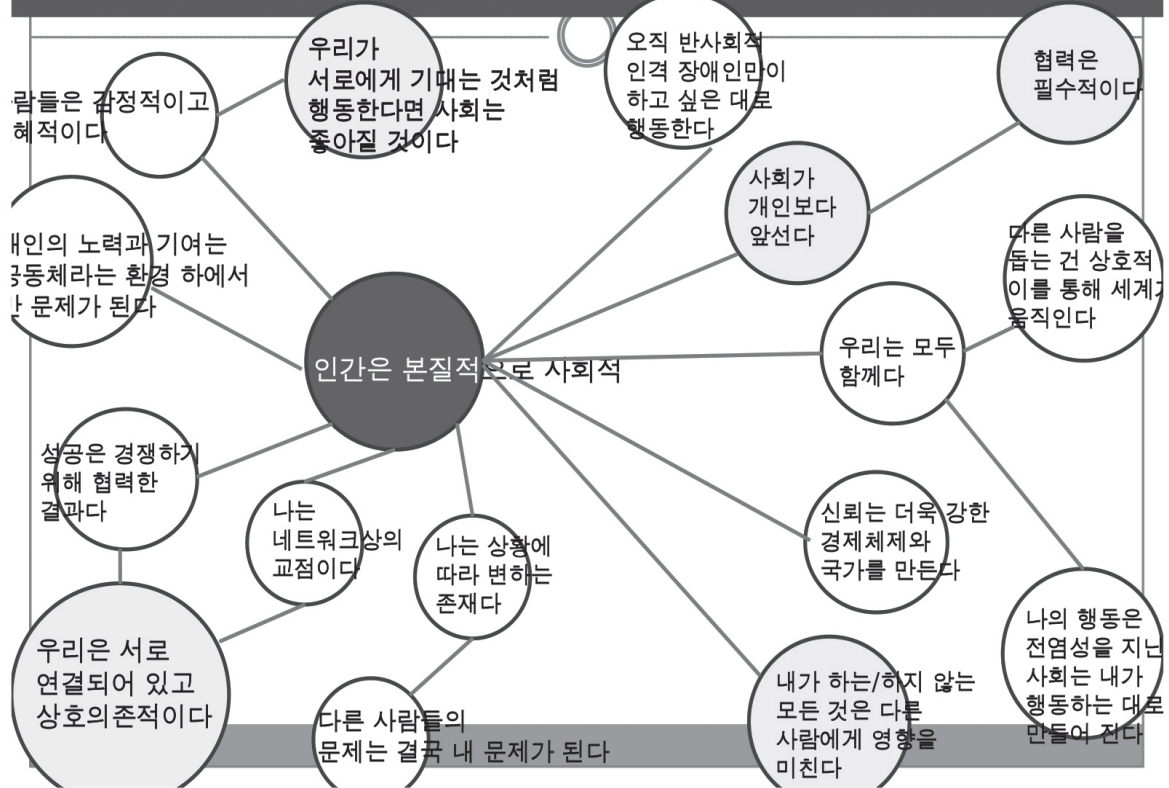 우리가
서로에게 기대는 것처럼
행동한다면 사회는
좋아질 것이다
오직 반사회적
인격 장애인만이
하고 싶은 대로
행동한다
협력은
필수적이다
람들은 감정적이고
혜적이다
사회가
개인보다
앞선다
다른 사람을
돕는 건 상호적
이를 통해 세계가
움직인다
개인의 노력과 기여는
공동체라는 환경 하에서
문제가 된다
우리는 모두
함께다
인간은 본질적으로 사회적
성공은 경쟁하기
위해 협력한
결과다
나는
네트워크상의
교점이다
나는 상황에
따라 변하는
존재다
신뢰는 더욱 강한
경제체제와
국가를 만든다
우리은 서로
연결되어 있고
상호의존적이다
다른 사람들의
문제는 결국 내 문제가 된다
내가 하는/하지 않는
모든 것은 다른
사람에게 영향을
미친다
나의 행동은
전염성을 지닌
사회는 내가
행동하는 대로
만들어 진다